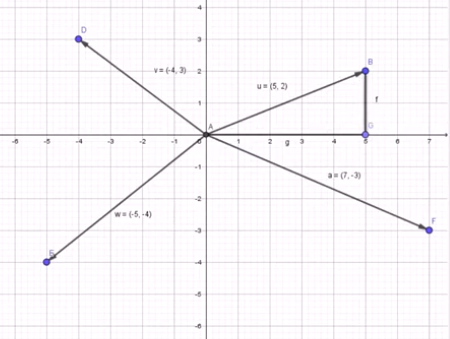 4
D
3
v = (-4, 3)
B
2
u = (5, 2)
1
f
A
-6 -5 -4 -3 -2 -1 0 1 2 3 4 5 6 7
g
-1
a = (7, -3)
-2
w = (-5, -4)
F
-3
E
-4
-5
-6